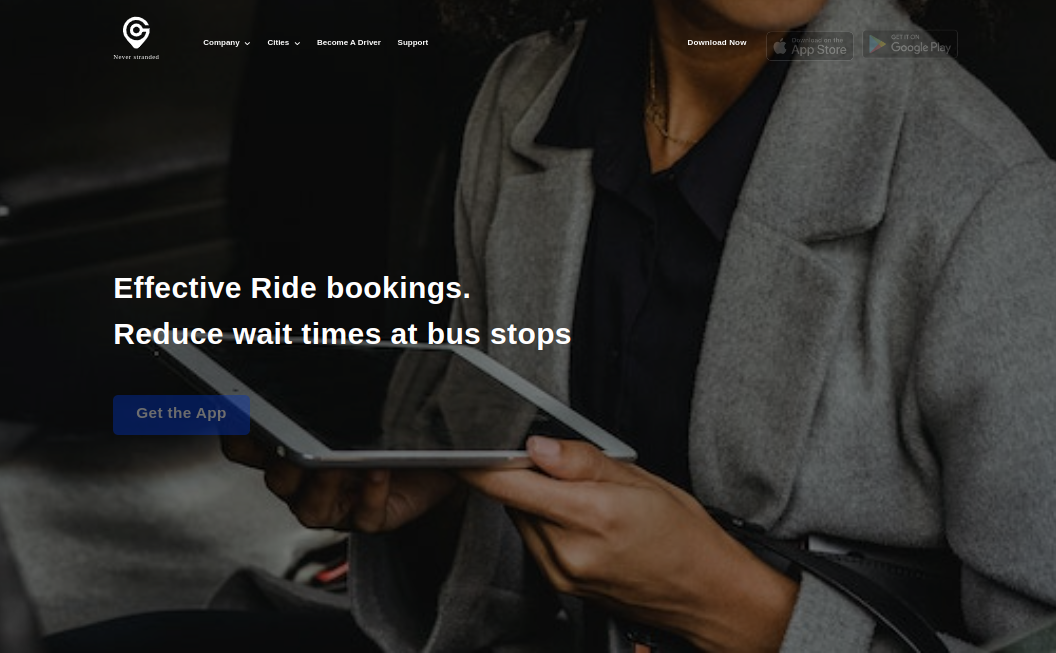 Never stranded
Company
Cities
Become A Driver
Support
Download Now
Download on the
App Store
GET IT ON
Google Play
Effective Ride bookings.
Reduce wait times at bus stops
Get the App